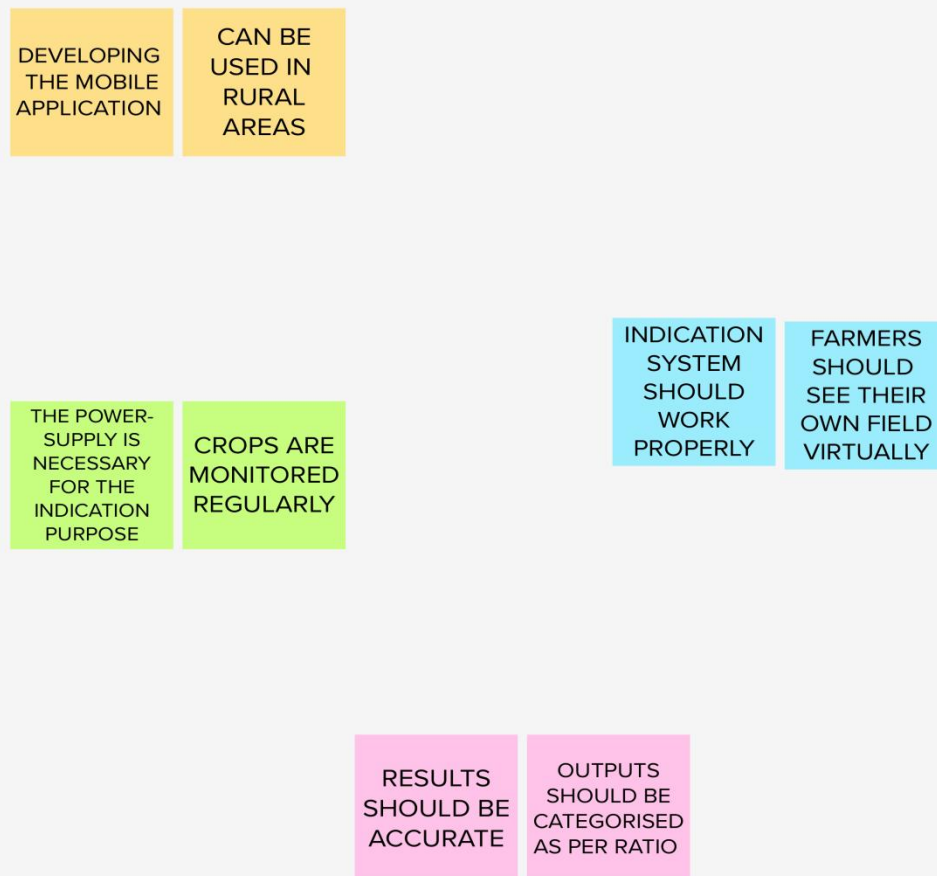 DEVELOPING
THE MOBILE
APPLICATION
CAN BE
USED IN
RURAL
AREAS
INDICATION
SYSTEM
SHOULD
WORK
PROPERLY
FARMERS
SHOULD
SEE THEIR
OWN FIELD
VIRTUALLY
THE POWER-
SUPPLY IS
NECESSARY
FOR THE
INDICATION
PURPOSE
CROPS ARE
MONITORED
REGULARLY
RESULTS
SHOULD BE
ACCURATE
OUTPUTS
SHOULD BE
CATEGORISED
AS PER RATIO